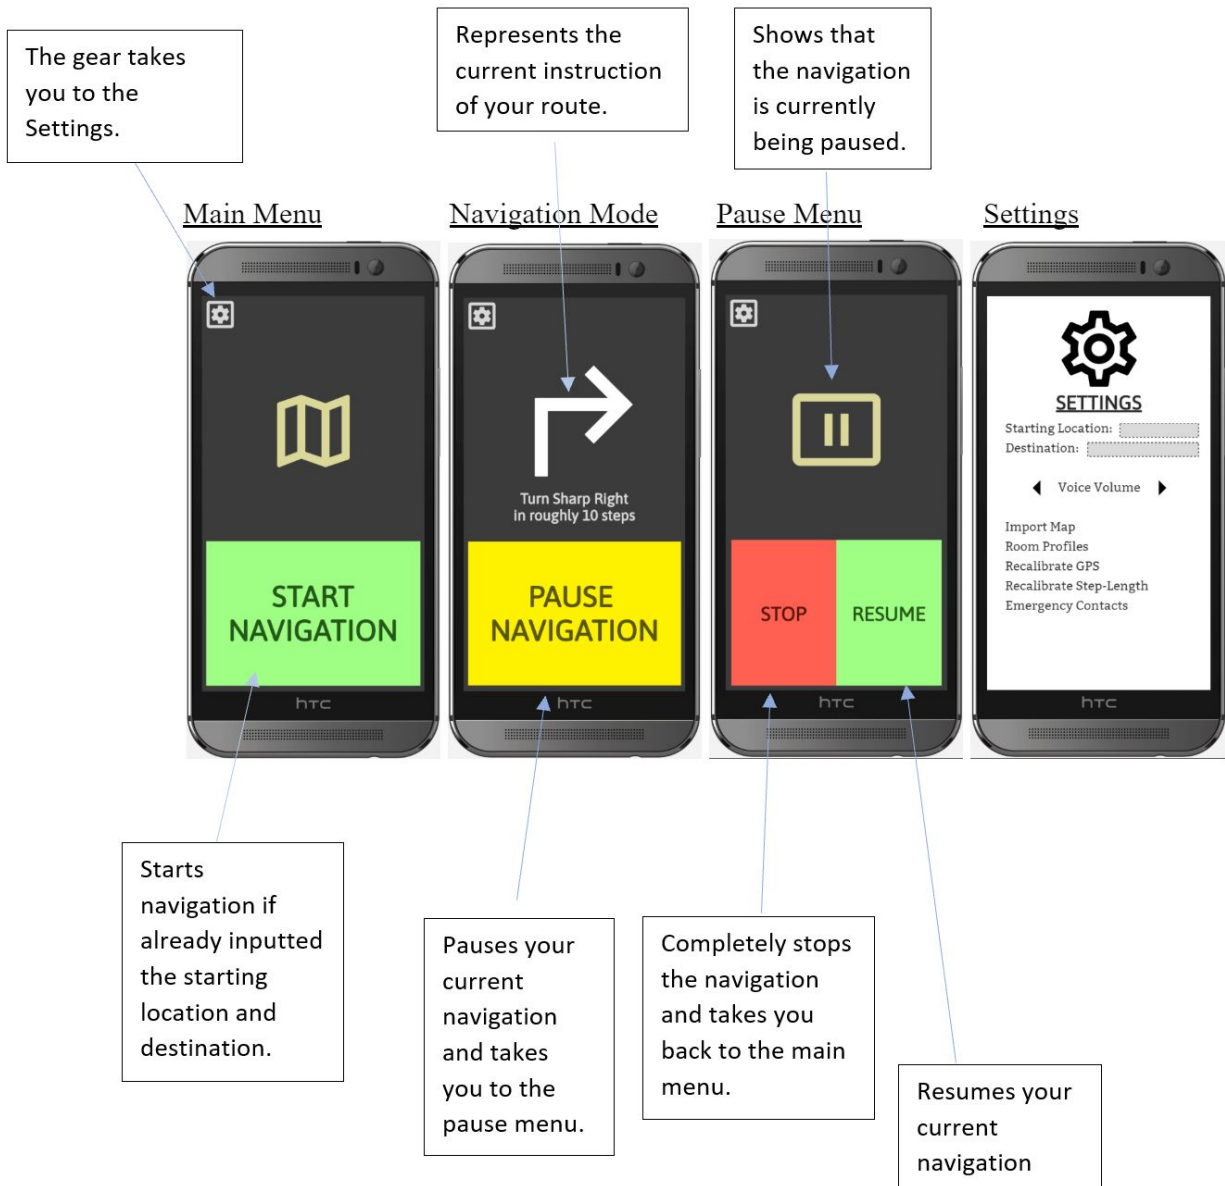 The gear takes
you to the
Settings.
Represents the
current instruction
of your route.
Shows that
the navigation
is currently
being paused.
Main Menu
Navigation Mode
Pause Menu
Settings
START
NAVIGATION
hTC
Turn Sharp Right
in roughly 10 steps
PAUSE
NAVIGATION
hTC
STOP
RESUME
hTC
SETTINGS
Starting Location:
Destination:
Voice Volume
Import Map
Room Profiles
Recalibrate GPS
Recalibrate Step-Length
Emergency Contacts
hTC
Starts
navigation if
already inputted
the starting
location and
destination.
Pauses your
current
navigation
and takes
you to the
pause menu.
Completely stops
the navigation
and takes you
back to the main
menu.
Resumes your
current
navigation